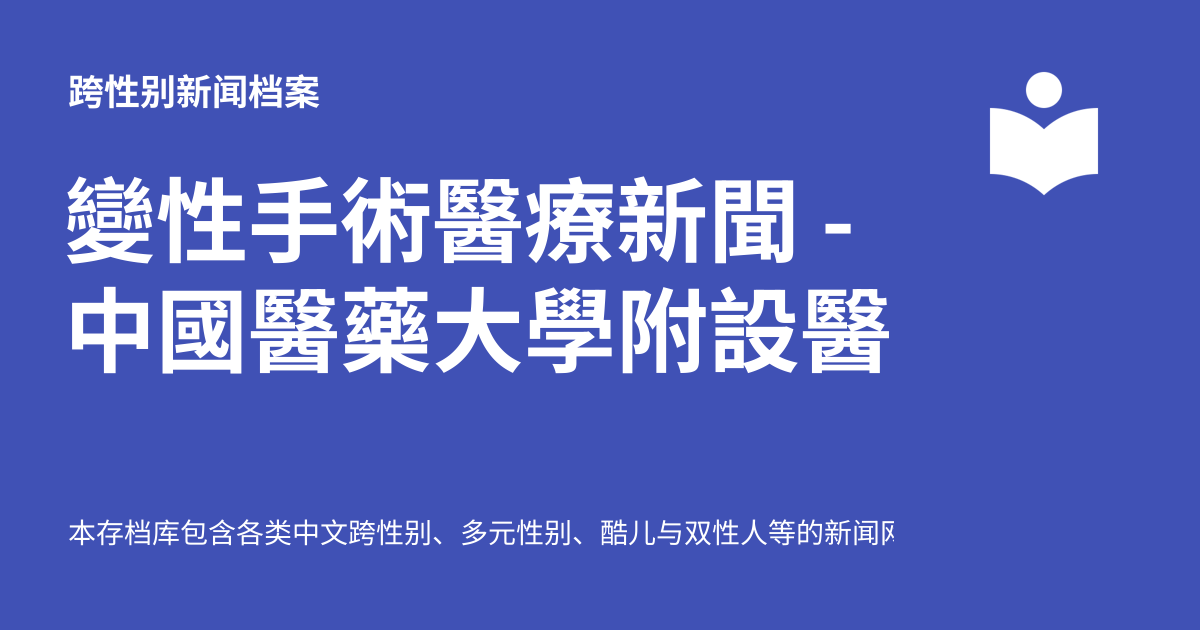 跨性别新闻档案
變性手術醫療新聞 -
中國醫藥大學附設醫
本存档库包含各类中文跨性别、多元性别、酷儿与双性人等的新闻